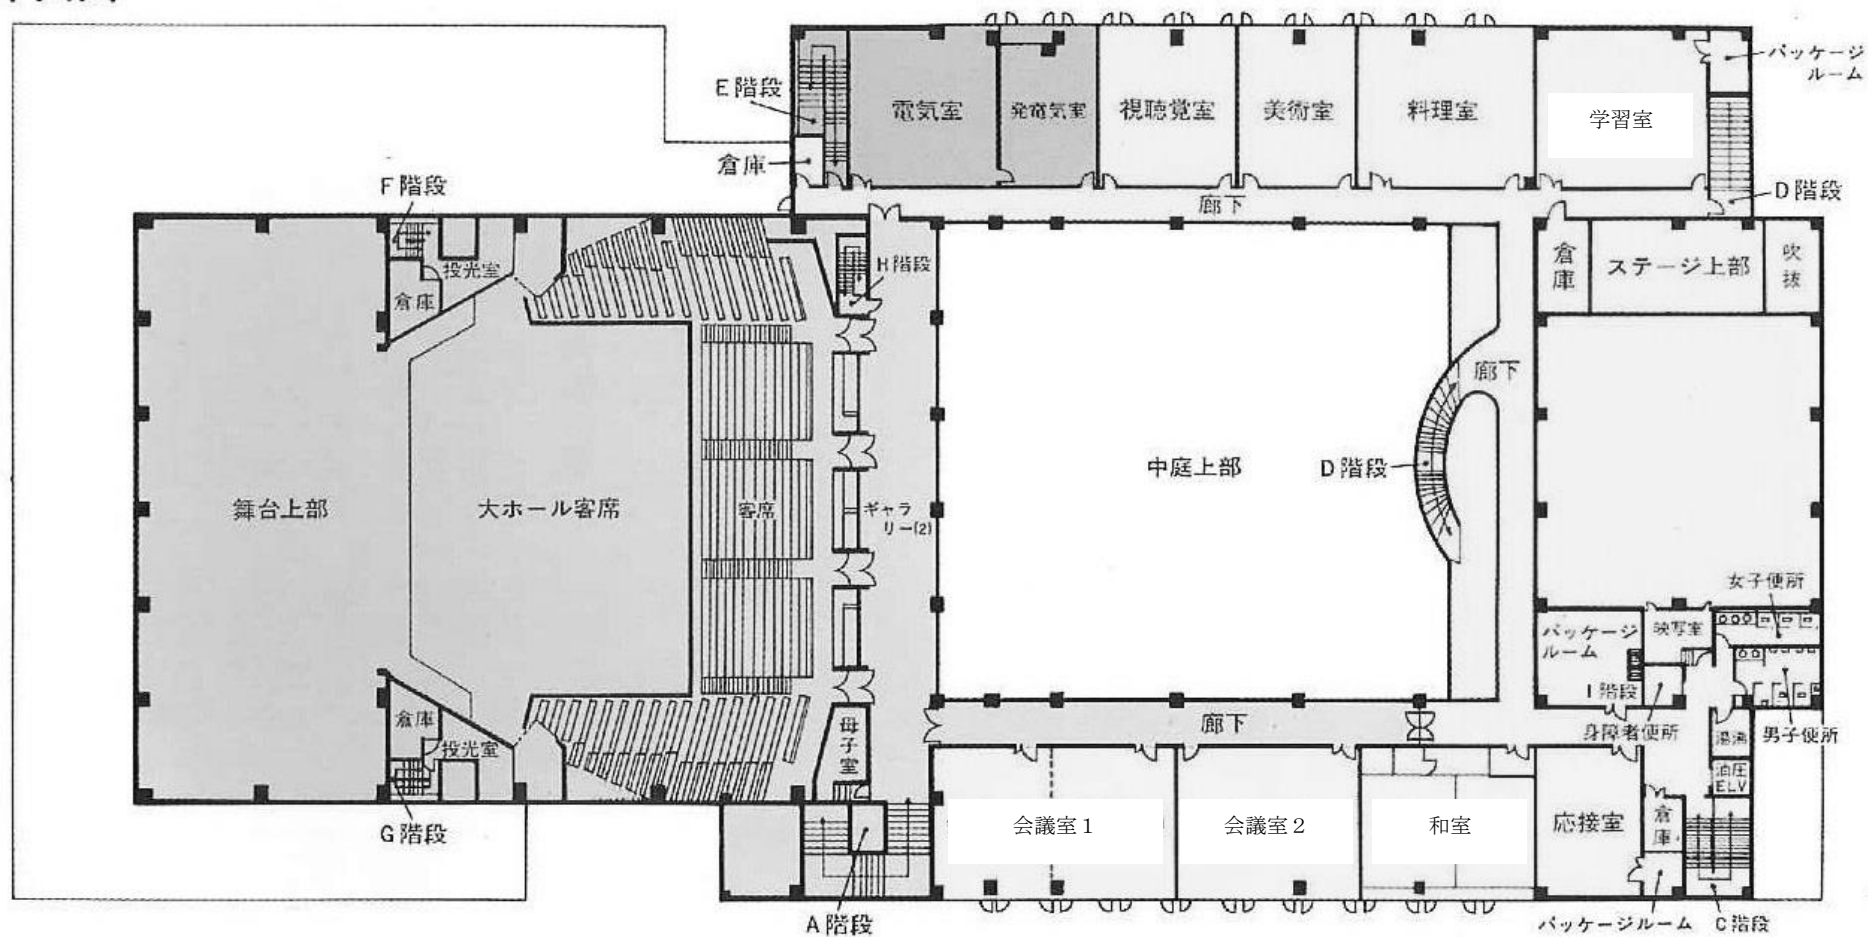 E階段
電気室
発電気室
視聴覚室
美術室
料理室
学習室
パッケージ
ルーム
倉庫
D階段
F階段
廊下
投光室
倉庫
H階段
倉庫
ステージ上部
吹
抜
廊下
舞台上部
大ホール客席
客席
ギャラ
リー(2)
中庭上部
D階段
女子便所
パッケージ
ルーム
映写室
I階段
倉庫
投光室
母子室
廊下
身障者便所
湯沸
男子便所
油圧
ELV
G階段
会議室1
会議室2
和室
応接室
倉庫
A階段
パッケージルーム
C階段